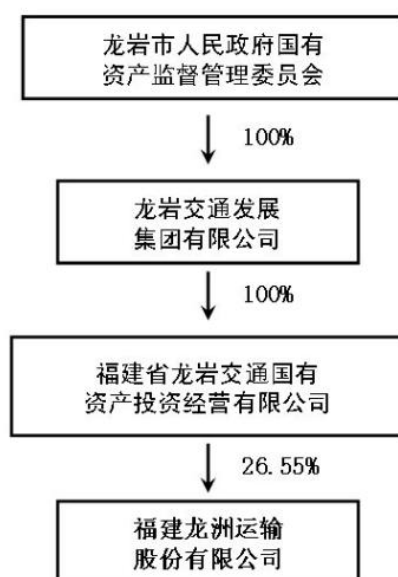 龙岩市人民政府国有
资产监督管理委员会
100%
龙岩交通发展
集团有限公司
100%
福建省龙岩交通国有
资产投资经营有限公司
26.55%
福建龙洲运输
股份有限公司